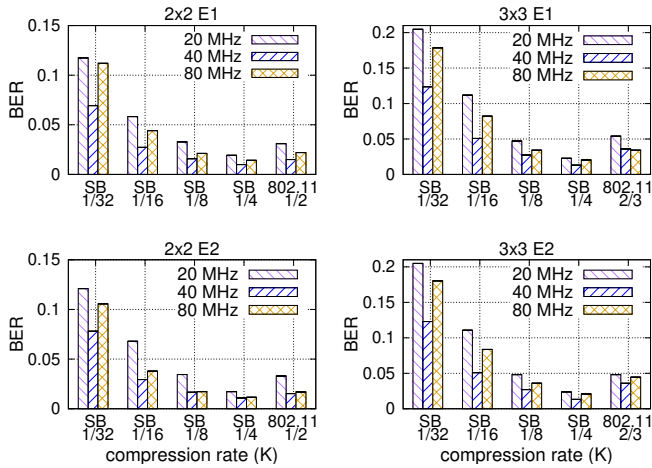 2x2 E1
BER
0.15
0.1
0.05
0
20 MHz
40 MHz
80 MHz
SB SB SB SB 802.11
1/32 1/16 1/8 1/4 1/2
3x3 E1
BER
0.2
0.15
0.1
0.05
0
20 MHz
40 MHz
80 MHz
SB SB SB SB 802.11
1/32 1/16 1/8 1/4 2/3
2x2 E2
BER
0.15
0.1
0.05
0
20 MHz
40 MHz
80 MHz
SB SB SB SB 802.11
1/32 1/16 1/8 1/4 1/2
compression rate (K)
3x3 E2
BER
0.2
0.15
0.1
0.05
0
20 MHz
40 MHz
80 MHz
SB SB SB SB 802.11
1/32 1/16 1/8 1/4 2/3
compression rate (K)